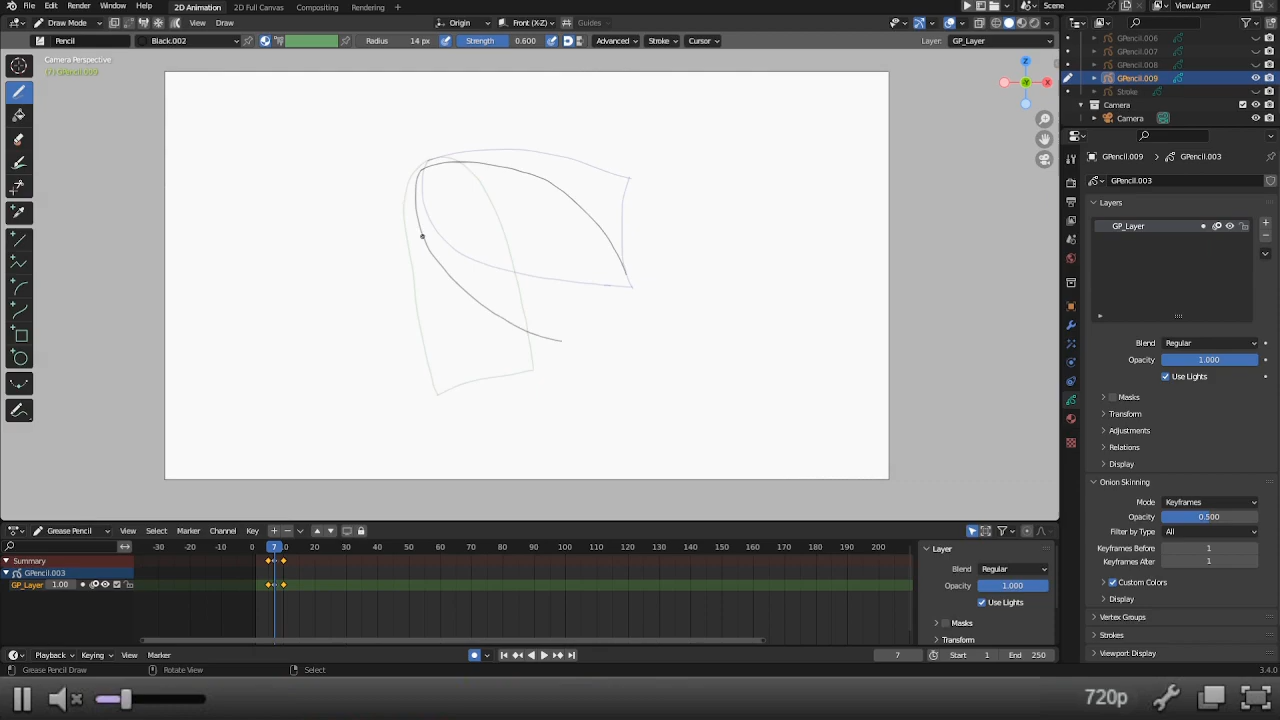 File Edit Render Window Help 2D Animation 2D Full Canvas Compositing Rendering + Scene ViewLayer
Draw Mode View Draw Origin Front (X-Z) Guides
Pencil Black.002 Radius 14 px Strength 0.600 Advanced Stroke Cursor Layer: GP_Layer
Camera Perspective
(7) GPencil.009
Z
-Y
X
GPencil.006
GPencil.007
GPencil.008
GPencil.009
Stroke
Camera
Camera
GPencil.009 > GPencil.003
GPencil.003
Layers
GP_Layer
Blend Regular
Opacity 1.000
Use Lights
Masks
Transform
Adjustments
Relations
Display
Onion Skinning
Mode Keyframes
Opacity 0.500
Filter by Type All
Keyframes Before 1
Keyframes After 1
Custom Colors
Display
Vertex Groups
Strokes
Viewport Display
Grease Pencil View Select Marker Channel Key
-30 -20 -10 0 7 20 30 40 50 60 70 80 90 100 110 120 130 140 150 160 170 180 190 200
Summary
GPencil.003
GP_Layer 1.00
Layer
Blend Regular
Opacity 1.000
Use Lights
Masks
Transform
Playback Keying View Marker 7 Start 1 End 250
Grease Pencil Draw Rotate View Select 3.4.0
720p